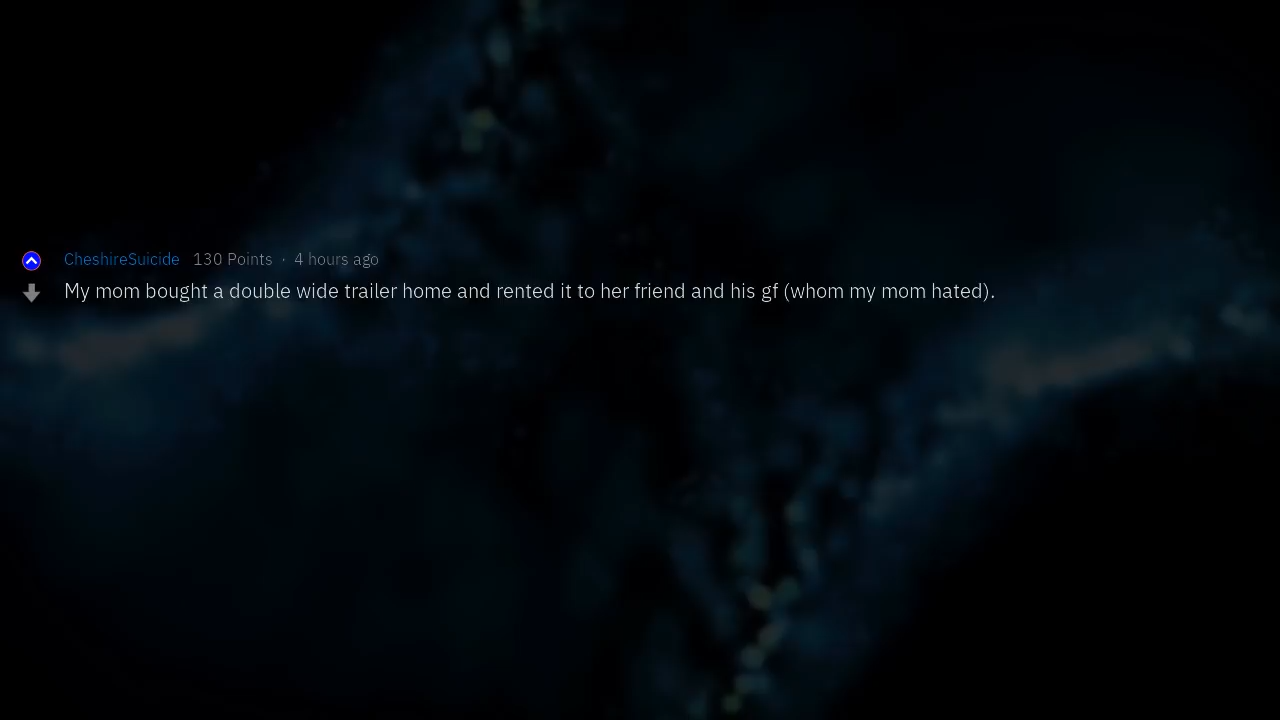 CheshireSuicide 130 Points · 4 hours ago
My mom bought a double wide trailer home and rented it to her friend and his gf (whom my mom hated).